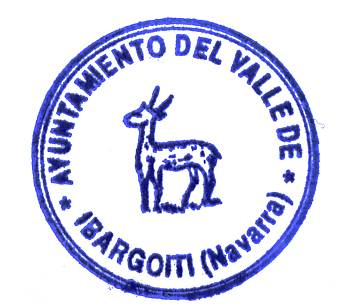 * AYUNTAMIENTO DEL VALLE DE *
IBARGOITI (Navarra)